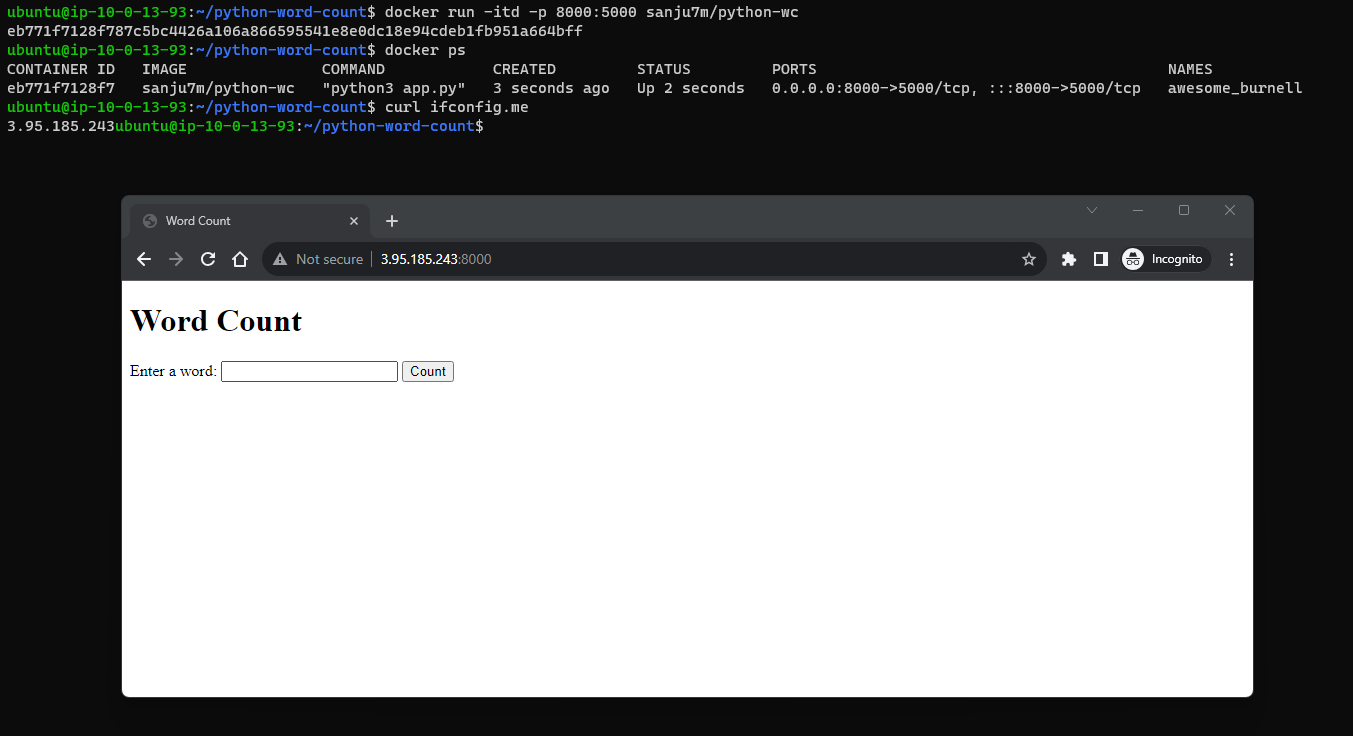 ubuntu@ip-10-0-13-93:~/python-word-count$ docker run -itd -p 8000:5000 sanju7m/python-wc
eb771f7128f787c5bc4426a106a866595541e8e0dc18e94cdeb1fb951a664bff
ubuntu@ip-10-0-13-93:~/python-word-count$ docker ps
CONTAINER ID   IMAGE               COMMAND            CREATED         STATUS         PORTS                                       NAMES
eb771f7128f7   sanju7m/python-wc   "python3 app.py"   3 seconds ago   Up 2 seconds   0.0.0.0:8000->5000/tcp, :::8000->5000/tcp   awesome_burnell
ubuntu@ip-10-0-13-93:~/python-word-count$ curl ifconfig.me
3.95.185.243ubuntu@ip-10-0-13-93:~/python-word-count$
Word Count
Not secure 3.95.185.243:8000 Incognito
Word Count
Enter a word: Count